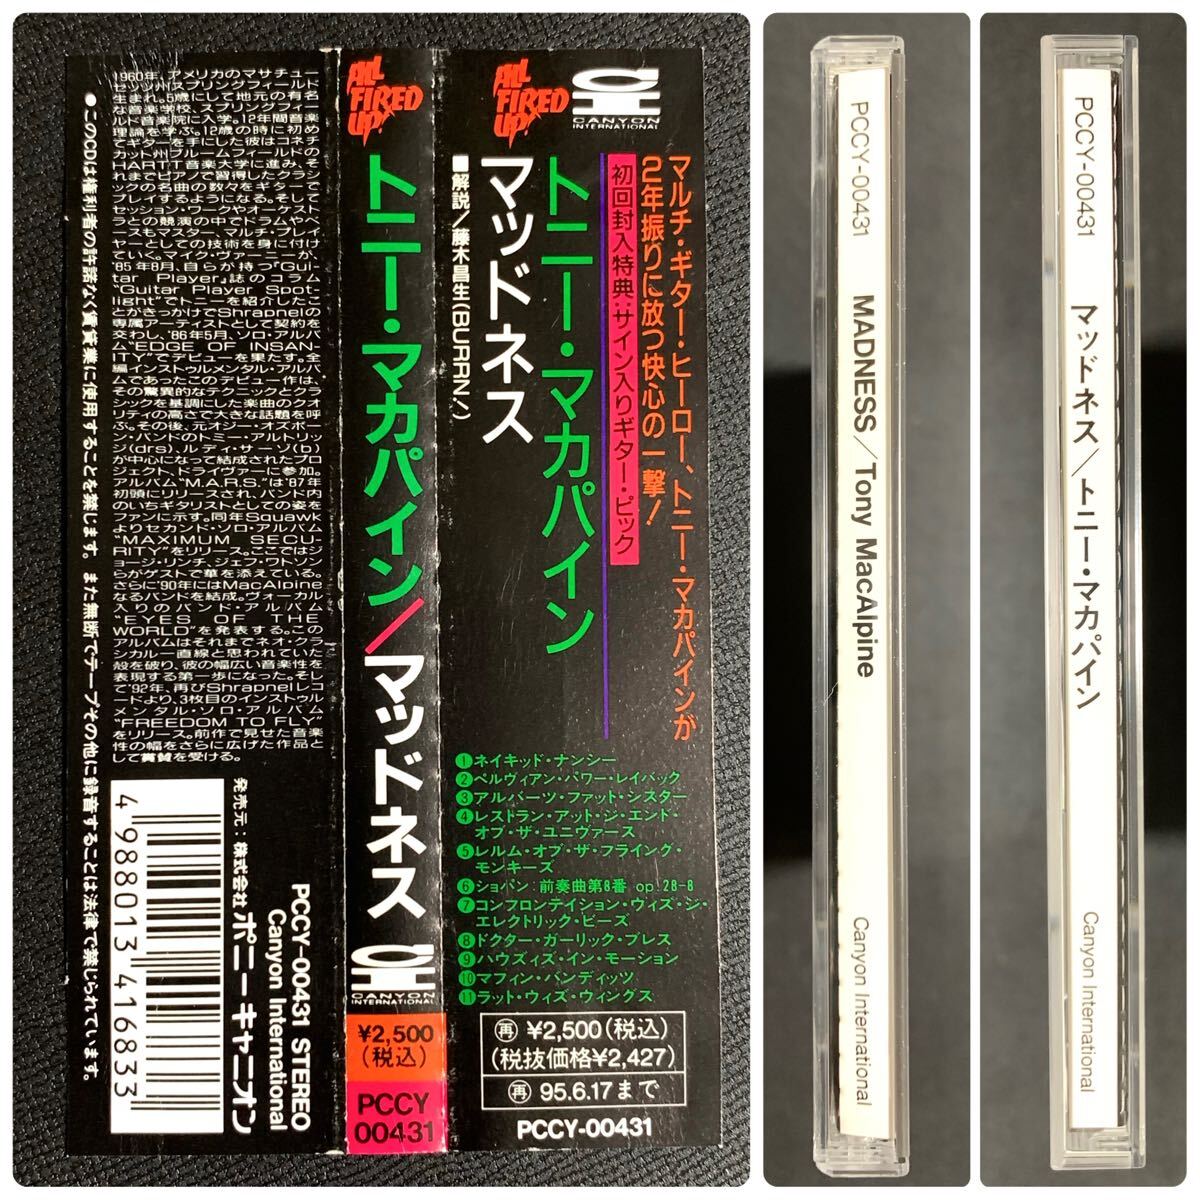 1960年、アメリカのマサチュー
セッツ州スプリングフィールド
生まれ。5歳にして地元の有名
な音楽学校、スプリングフィー
ルド音楽院に入学。12年間音楽
理論を学ぶ。12歳の時に初め
てギターを手にした彼はコネチ
カット州ブルームフィールドの
HARTT音楽大学に進み、そ
れまでピアノで習得したクラシ
ックの名曲の数々をギターで
プレイするようになる。そして
セッション・ワークやオーケスト
ラとの競演の中でドラムやベー
スもマスター、マルチ・プレイ
ヤーとしての技術を身に付け
ていく。マイク・ヴァーニーが、
'85年8月、自らが持つ『Gui-
tar Player』誌のコラム
“Guitar Player Spot-
light”でトニーを紹介したこ
とがきっかけでShrapnelの
専属アーティストとして契約を
交わし、'86年5月、ソロ・アルバ
ム“EDGE OF INSAN-
ITY”でデビューを果たす。全
編インストゥルメンタル・アルバ
ムであったこのデビュー作は、
その驚異的なテクニックとクラ
シックを基調にした楽曲のクオ
リティの高さで大きな話題を呼
ぶ。その後、元オジー・オズボー
ン・バンドのトミー・アルトリッ
ジ(drs)、ルディ・サーゾ(b)
が中心になって結成されたプロ
ジェクト、ドライヴァーに参加。
アルバム“M.A.R.S.”は'87年
初頭にリリースされ、バンド内
のいちギタリストとしての姿を
ファンに示す。同年Squawk
よりセカンド・ソロ・アルバム
“MAXIMUM SECU-
RITY”をリリース。ここではジ
ョージ・リンチ、ジェフ・ワトソン
らがゲストで華を添えている。
さらに'90年にはMacAlpine
なるバンドを結成。ヴォーカル
入りのバンド・アルバム
“EYES OF THE
WORLD”を発表する。この
アルバムはそれまでネオ・クラ
シカル一直線と思われていた
殻を破り、彼の幅広い音楽性を
表現する第一歩になった。そし
て'92年、再びShrapnelレコ
ードより、3枚目のインストゥル
メンタル・ソロ・アルバム
“FREEDOM TO FLY”
をリリース。前作で見せた音楽
性の幅をさらに広げた作品と
して賞賛を受ける。
●このCDは権利者の許諾なく賃貸業に使用することを禁じます。また無断でテープその他に録音することは法律で禁じられています。
4 988013 416833
発売元：株式会社ポニーキャニオン
PCCY-00431 STEREO
Canyon International
ALL FIRED UP!
トニー・マカパイン/マッドネス
CANYON
INTERNATIONAL
¥2,500
(税込)
PCCY
00431
ALL FIRED UP!
CANYON
INTERNATIONAL
マルチ・ギター・ヒーロー、トニー・マカパインが
2年振りに放つ快心の一撃!
初回封入特典:サイン入りギター・ピック
トニー・マカパイン
マッドネス
■解説/藤木昌生(BURRN!)
①ネイキッド・ナンシー
②ペルヴィアン・パワー・レイバック
③アルバーツ・ファット・シスター
④レストラン・アット・ジ・エンド・
オブ・ザ・ユニヴァース
⑤レルム・オブ・ザ・フライング・
モンキーズ
⑥ショパン:前奏曲第8番 op.28-8
⑦コンフロンテイション・ウィズ・ジ・
エレクトリック・ビーズ
⑧ドクター・ガーリック・プレス
⑨ハウズィズ・イン・モーション
⑩マフィン・バンディッツ
⑪ラット・ウィズ・ウィングス
再 ¥2,500(税込)
(税抜価格¥2,427)
再 95.6.17まで
PCCY-00431
PCCY-00431 MADNESS/Tony MacAlpine Canyon International
PCCY-00431 マッドネス/トニー・マカパイン Canyon International